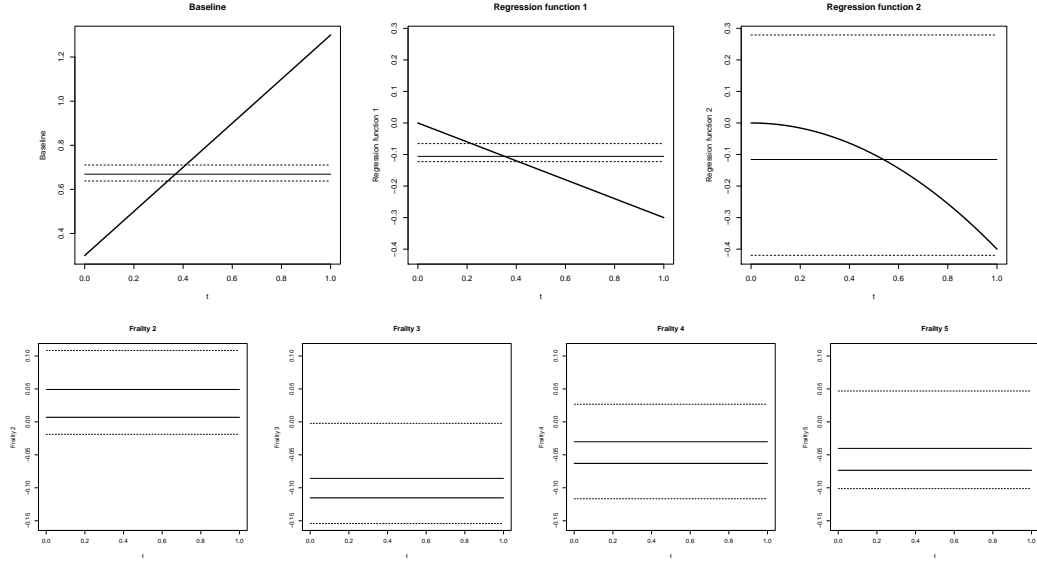 Baseline
Regression function 1
Regression function 2
Baseline
0.4 0.6 0.8 1.0 1.2
0.0 0.2 0.4 0.6 0.8 1.0
t
Regression function 1
−0.4 −0.3 −0.2 −0.1 0.0 0.1 0.2 0.3
0.0 0.2 0.4 0.6 0.8 1.0
t
Regression function 2
−0.4 −0.3 −0.2 −0.1 0.0 0.1 0.2 0.3
0.0 0.2 0.4 0.6 0.8 1.0
t
Frailty 2
Frailty 3
Frailty 4
Frailty 5
Frailty 2
−0.15 −0.10 −0.05 0.00 0.05 0.10
0.0 0.2 0.4 0.6 0.8 1.0
t
Frailty 3
−0.15 −0.10 −0.05 0.00 0.05 0.10
0.0 0.2 0.4 0.6 0.8 1.0
t
Frailty 4
−0.15 −0.10 −0.05 0.00 0.05 0.10
0.0 0.2 0.4 0.6 0.8 1.0
t
Frailty 5
−0.15 −0.10 −0.05 0.00 0.05 0.10
0.0 0.2 0.4 0.6 0.8 1.0
t